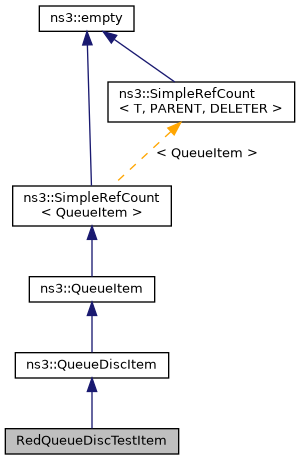 ns3::empty
ns3::SimpleRefCount
< T, PARENT, DELETER >
< QueueItem >
ns3::SimpleRefCount
< QueueItem >
ns3::QueueItem
ns3::QueueDiscItem
RedQueueDiscTestItem